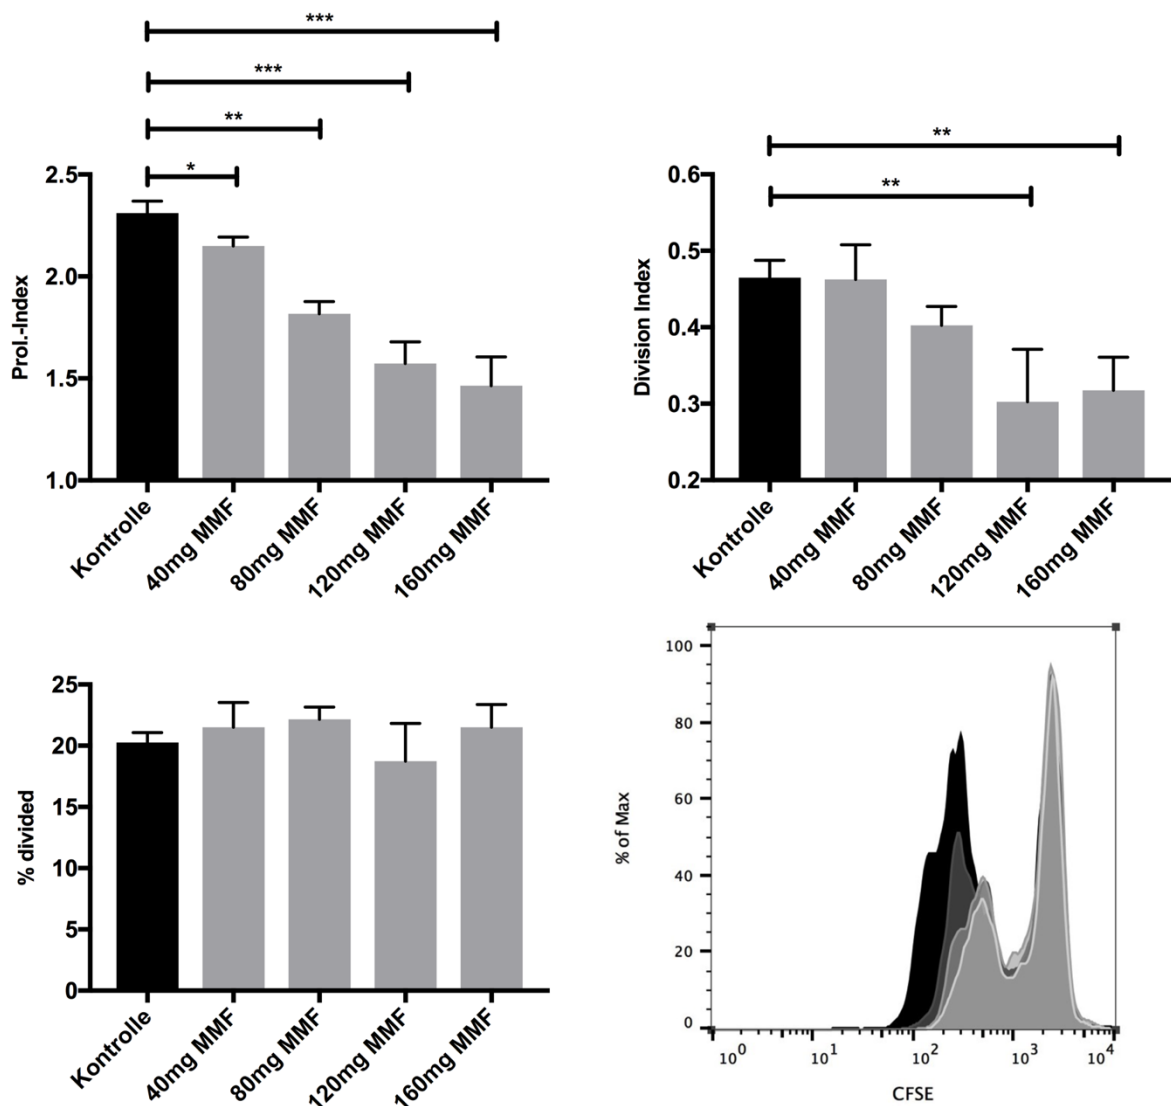 ***
***
**
*
2.5
2.0
1.5
1.0
Prol.-Index
Kontrolle
40mg MMF
80mg MMF
120mg MMF
160mg MMF
**
**
0.6
0.5
0.4
0.3
0.2
Division Index
Kontrolle
40mg MMF
80mg MMF
120mg MMF
160mg MMF
25
20
15
10
5
0
% divided
Kontrolle
40mg MMF
80mg MMF
120mg MMF
160mg MMF
100
80
60
40
20
0
% of Max
10^0 10^1 10^2 10^3 10^4
CFSE